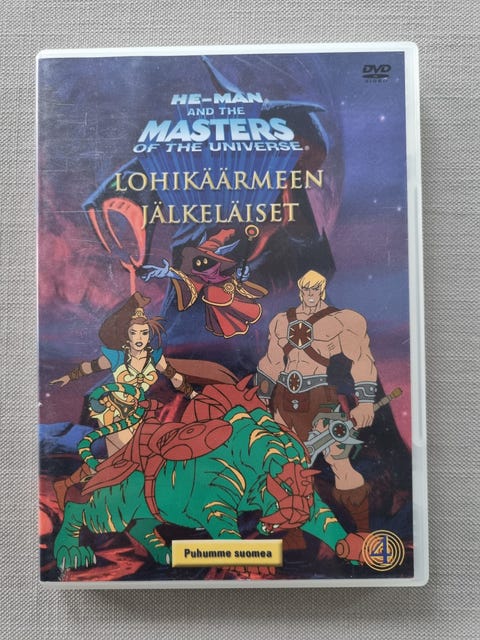 DVD
VIDEO
HE-MAN
AND THE
MASTERS
OF THE UNIVERSE®
LOHIKÄÄRMEEN
JÄLKELÄISET
Puhumme suomea
4